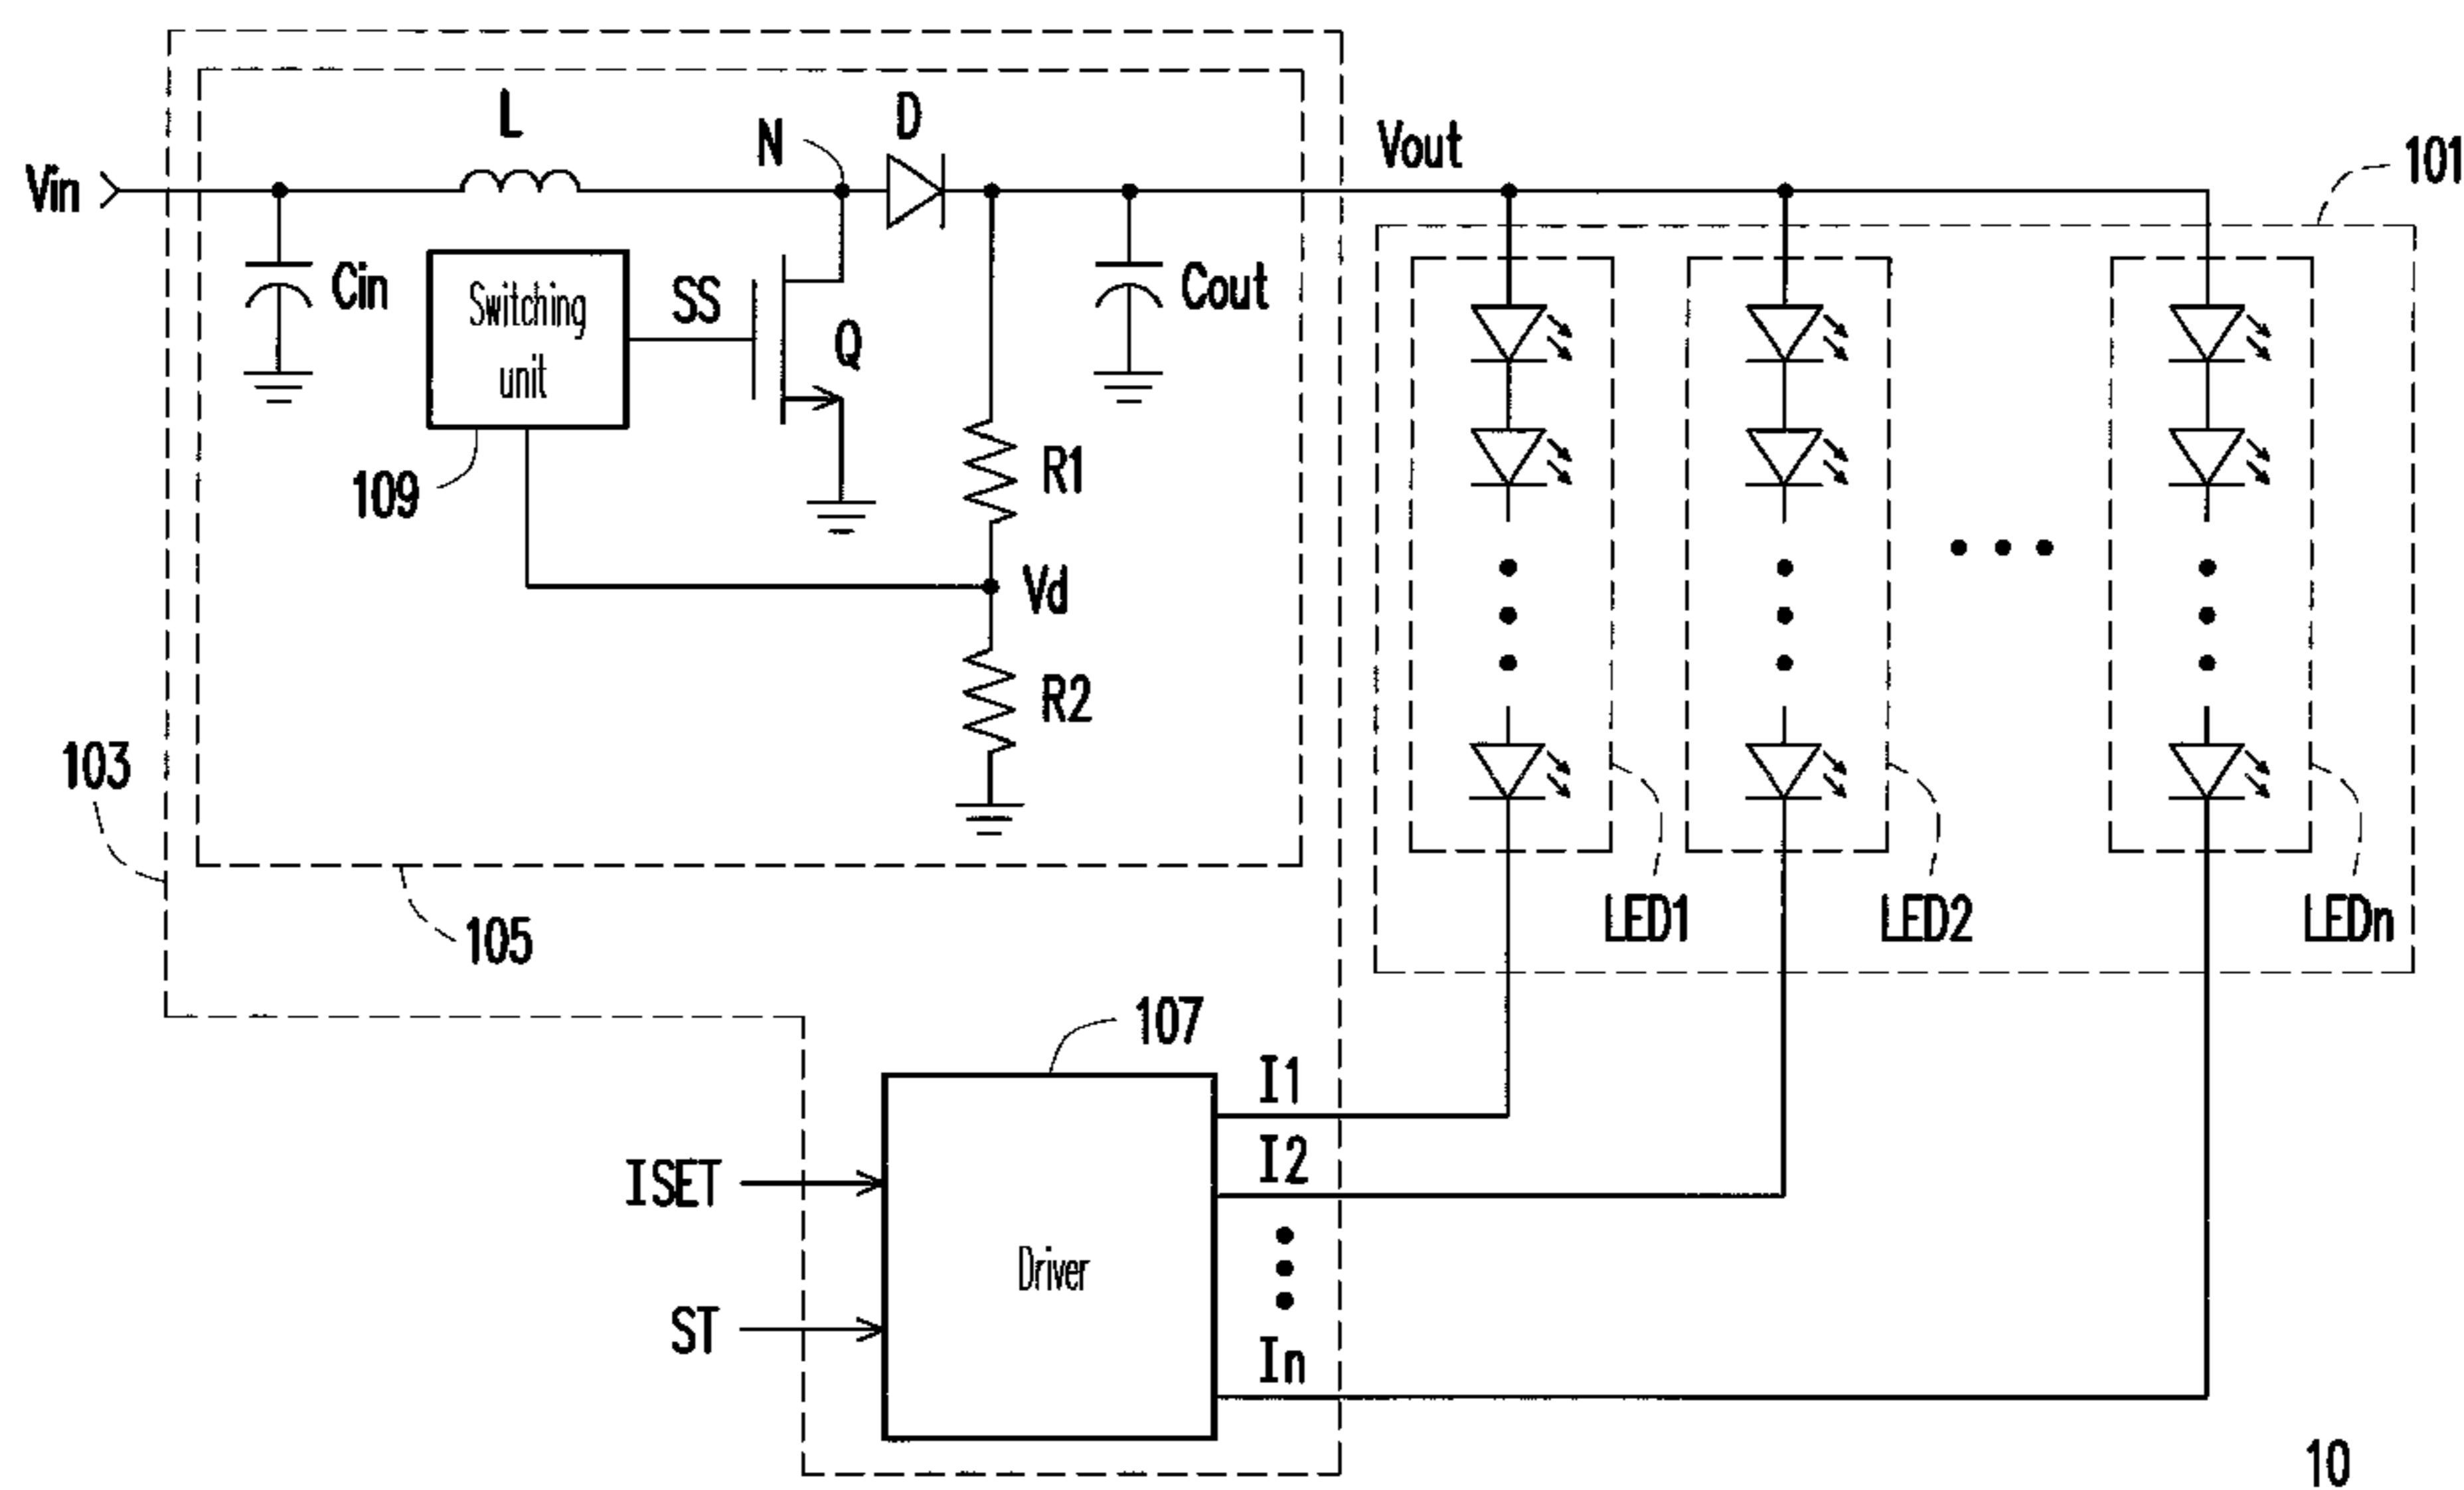 L
N
D
Vout
101
Vin
Cin
Switching
unit
SS
Q
Cout
109
R1
Vd
R2
103
105
LED1
LED2
LEDn
107
I1
I2
ISET
Driver
ST
In
10